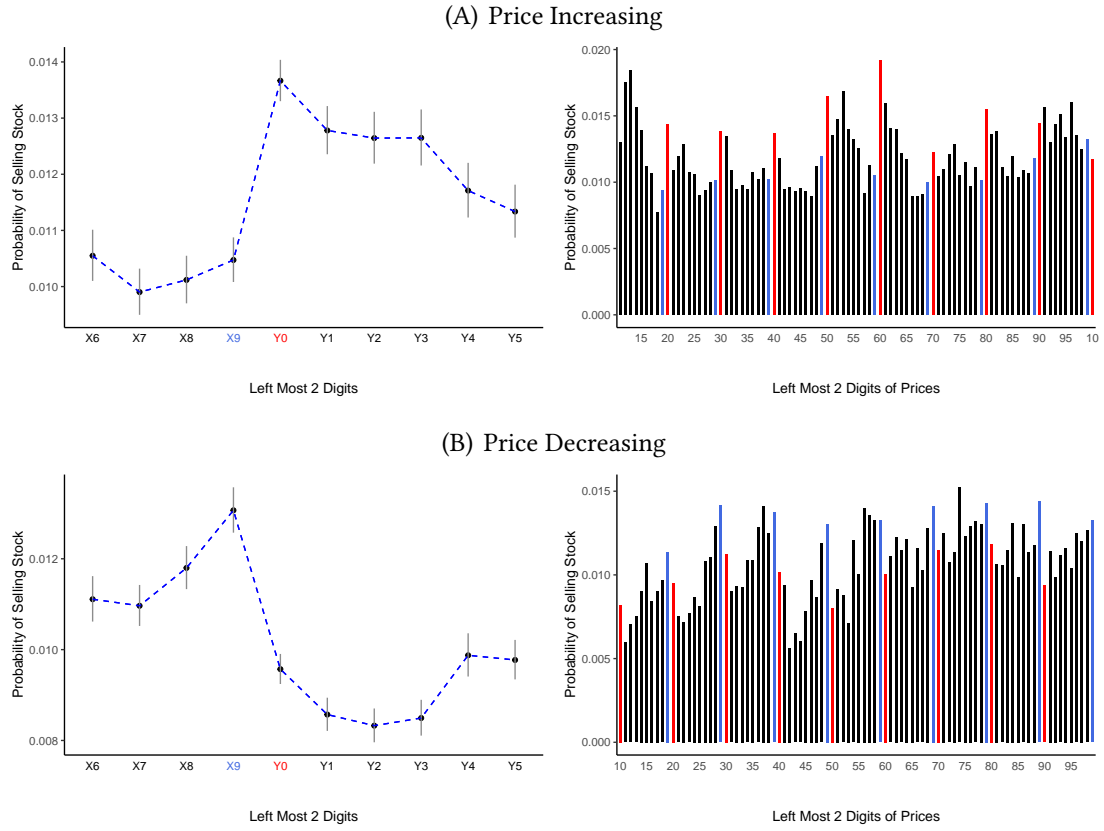 (A) Price Increasing
Probability of Selling Stock
0.014
0.013
0.012
0.011
0.010
X6 X7 X8 X9 Y0 Y1 Y2 Y3 Y4 Y5
Left Most 2 Digits
Probability of Selling Stock
0.020
0.015
0.010
0.005
0.000
15 20 25 30 35 40 45 50 55 60 65 70 75 80 85 90 95 10
Left Most 2 Digits of Prices
(B) Price Decreasing
Probability of Selling Stock
0.012
0.010
0.008
X6 X7 X8 X9 Y0 Y1 Y2 Y3 Y4 Y5
Left Most 2 Digits
Probability of Selling Stock
0.015
0.010
0.005
0.000
10 15 20 25 30 35 40 45 50 55 60 65 70 75 80 85 90 95
Left Most 2 Digits of Prices